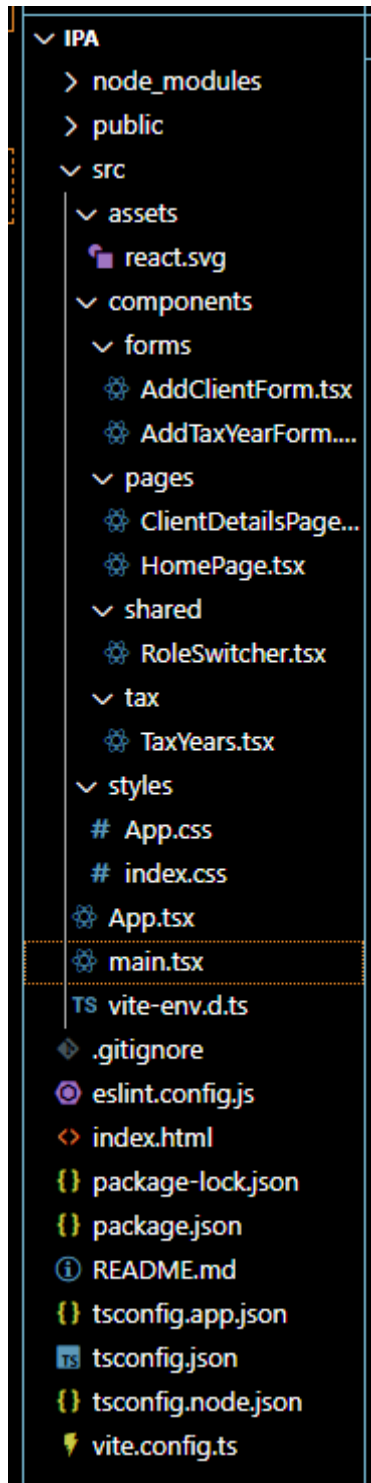 IPA
node_modules
public
src
assets
react.svg
components
forms
AddClientForm.tsx
AddTaxYearForm....
pages
ClientDetailsPage...
HomePage.tsx
shared
RoleSwitcher.tsx
tax
TaxYears.tsx
styles
# App.css
# index.css
App.tsx
main.tsx
TS vite-env.d.ts
.gitignore
eslint.config.js
<> index.html
{} package-lock.json
{} package.json
README.md
{} tsconfig.app.json
TS tsconfig.json
{} tsconfig.node.json
vite.config.ts